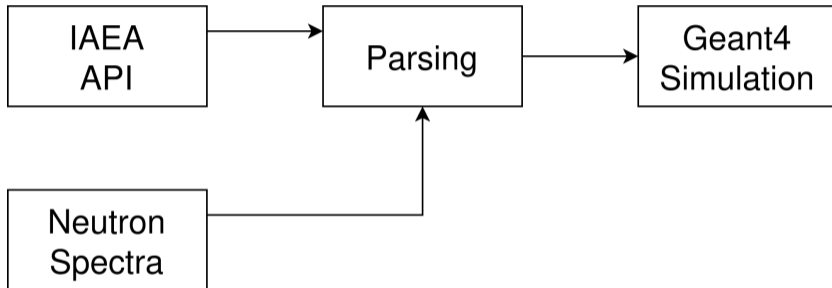 IAEA
API
Parsing
Geant4
Simulation
Neutron
Spectra